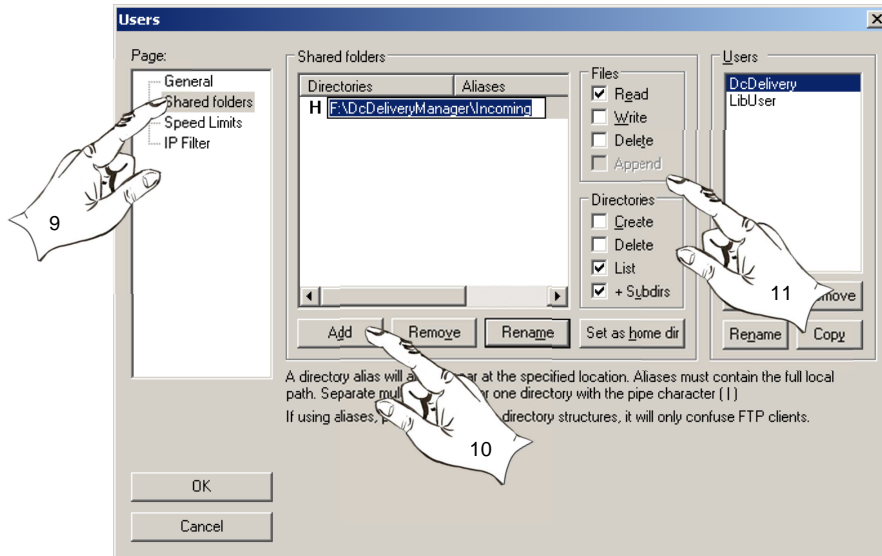 Users
Page:
General
Shared folders
Speed Limits
IP Filter
9
Shared folders
Directories Aliases
H F:\DcDeliveryManager\Incoming
Files
Read
Write
Delete
Append
Directories
Create
Delete
List
+ Subdirs
Users
DcDelivery
LibUser
11
Add Remove Rename Set as home dir
Rename Copy
A directory alias will at the specified location. Aliases must contain the full local
path. Separate for one directory with the pipe character ( | )
If using aliases, directory structures, it will only confuse FTP clients.
10
OK
Cancel